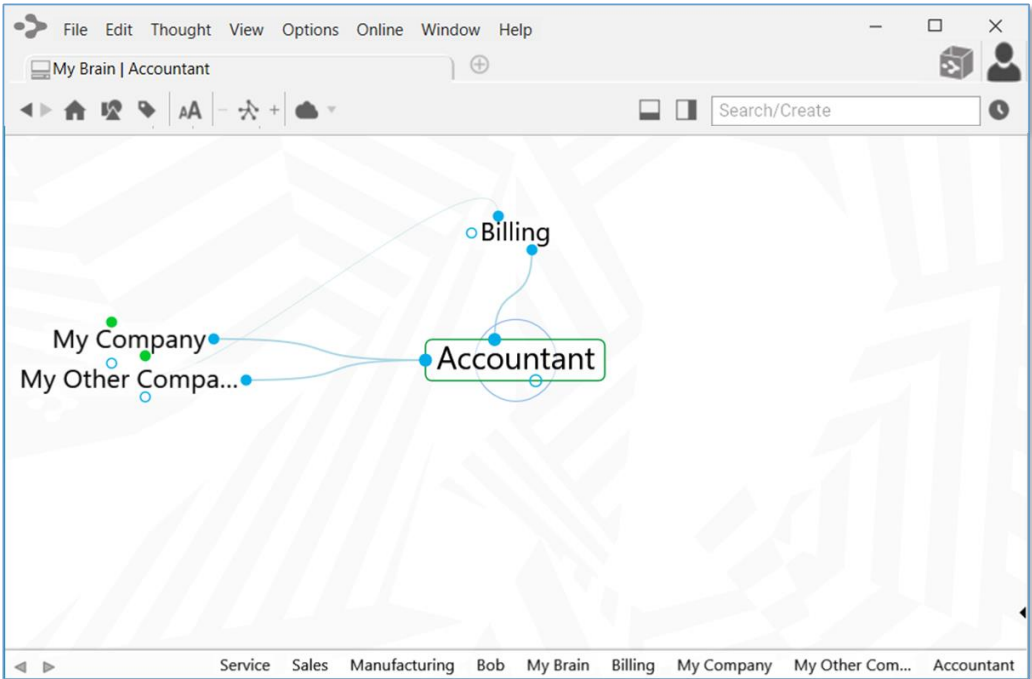 File Edit Thought View Options Online Window Help
My Brain | Accountant
AA Search/Create
Billing
My Company
Accountant
My Other Compa...
Service Sales Manufacturing Bob My Brain Billing My Company My Other Com... Accountant